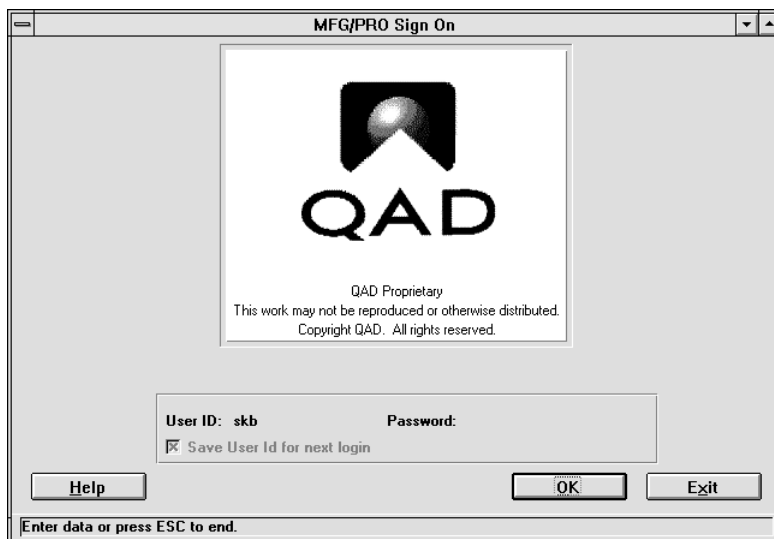 MFG/PRO Sign On
QAD
QAD Proprietary
This work may not be reproduced or otherwise distributed.
Copyright QAD. All rights reserved.
User ID: skb Password:
Save User Id for next login
Help OK Exit
Enter data or press ESC to end.